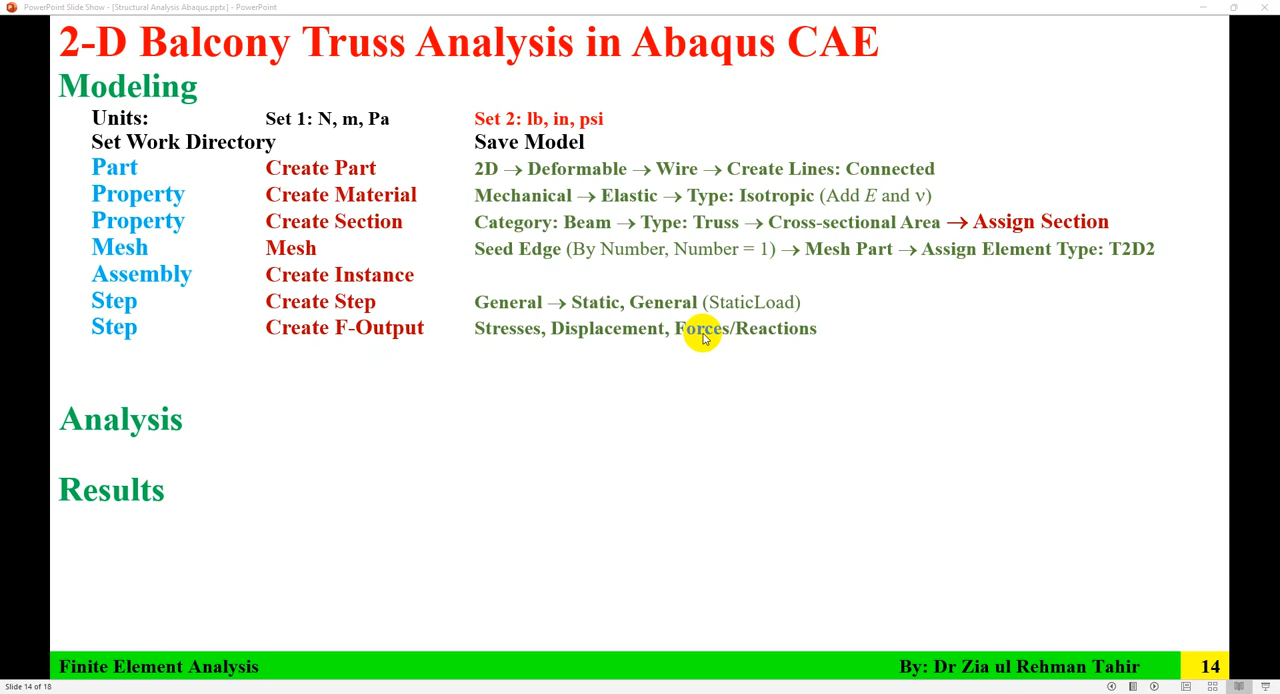 PowerPoint Slide Show - [Structural Analysis Abaqus.pptx] - PowerPoint
2-D Balcony Truss Analysis in Abaqus CAE
Modeling
Units: Set 1: N, m, Pa Set 2: lb, in, psi
Set Work Directory Save Model
Part Create Part 2D → Deformable → Wire → Create Lines: Connected
Property Create Material Mechanical → Elastic → Type: Isotropic (Add E and ν)
Property Create Section Category: Beam → Type: Truss → Cross-sectional Area → Assign Section
Mesh Mesh Seed Edge (By Number, Number = 1) → Mesh Part → Assign Element Type: T2D2
Assembly Create Instance
Step Create Step General → Static, General (StaticLoad)
Step Create F-Output Stresses, Displacement, Forces/Reactions
Analysis
Results
Finite Element Analysis By: Dr Zia ul Rehman Tahir 14
Slide 14 of 18